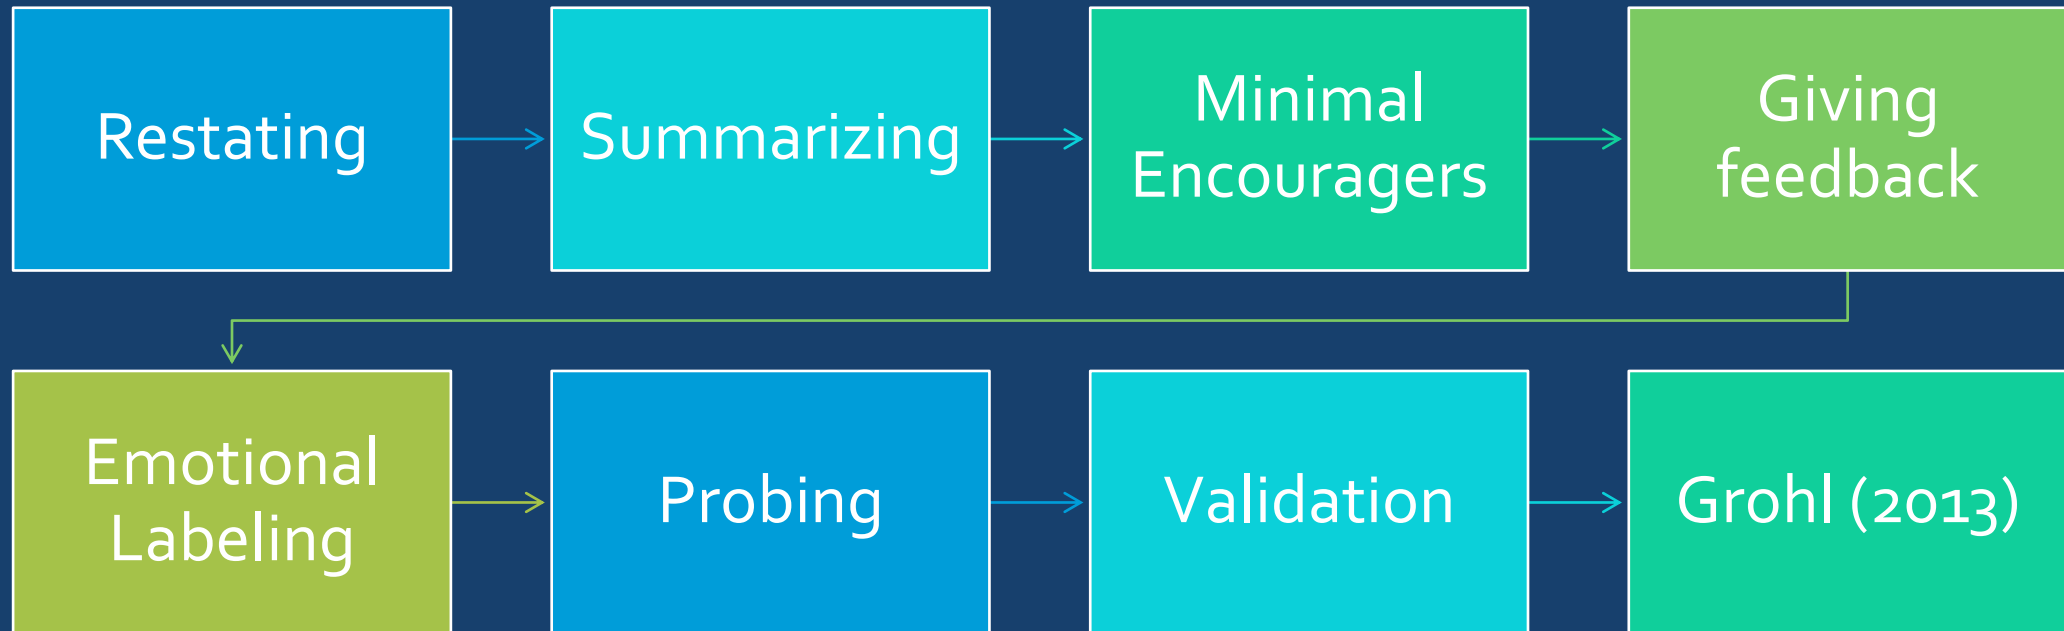 Restating
Summarizing
Minimal
Encouragers
Giving
feedback
Emotional
Labeling
Probing
Validation
Grohl (2013)